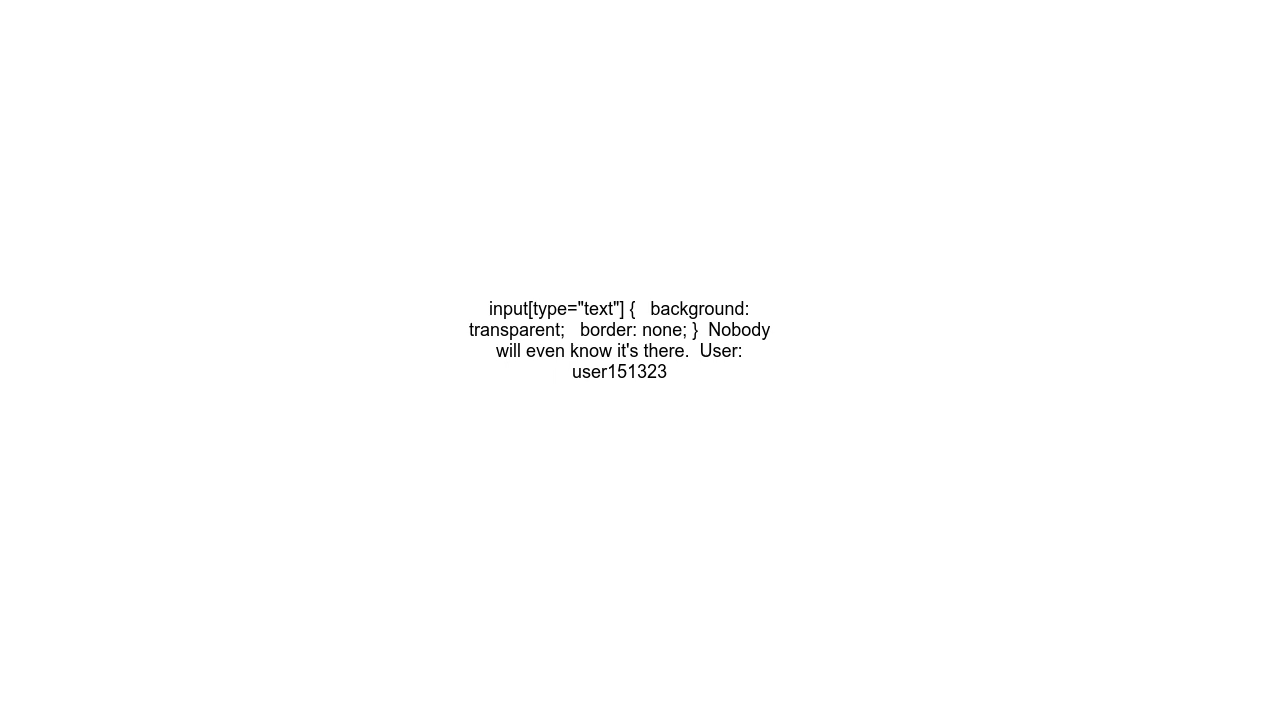 input[type="text"] {   background:
transparent;   border: none; }  Nobody
will even know it's there.  User:
user151323